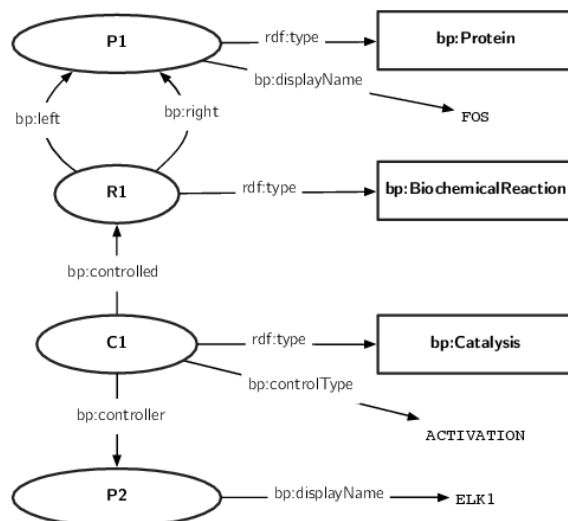 P1
rdf:type
bp:Protein
bp:displayName
FOS
bp:left
bp:right
R1
rdf:type
bp:BiochemicalReaction
bp:controlled
C1
rdf:type
bp:Catalysis
bp:controlType
ACTIVATION
bp:controller
P2
bp:displayName
ELK1